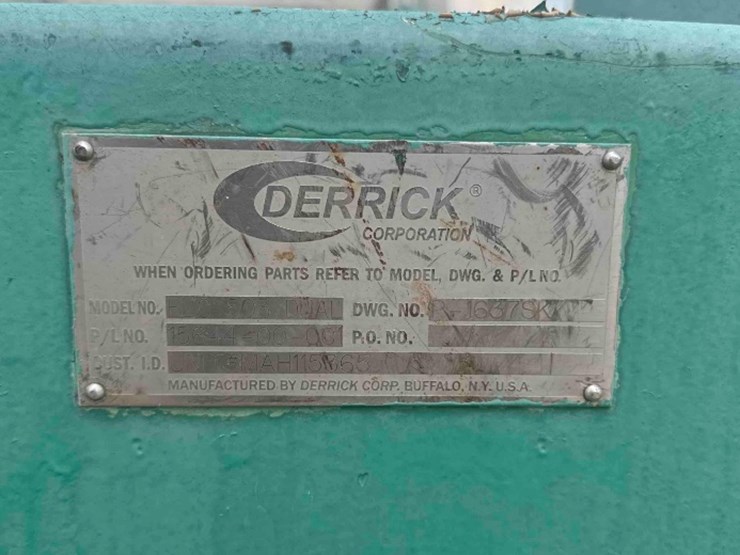 DERRICK®
CORPORATION
WHEN ORDERING PARTS REFER TO MODEL, DWG. & P/L NO.
MODEL NO. DWG. NO.
P/L NO. P.O. NO.
CUST. I.D.
MANUFACTURED BY DERRICK CORP. BUFFALO, N.Y. U.S.A.